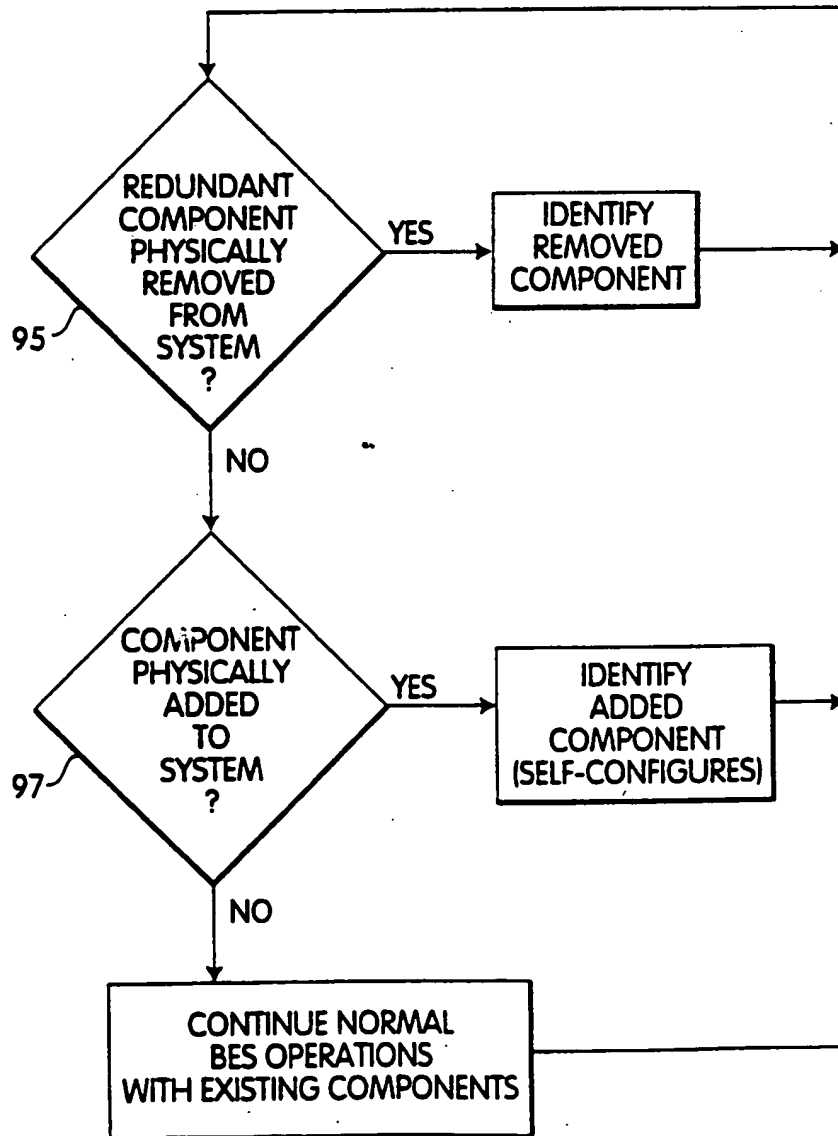 REDUNDANT
COMPONENT
PHYSICALLY
REMOVED
FROM
SYSTEM
?
95
YES
IDENTIFY
REMOVED
COMPONENT
NO
COMPONENT
PHYSICALLY
ADDED
TO
SYSTEM
?
97
YES
IDENTIFY
ADDED
COMPONENT
(SELF-CONFIGURES)
NO
CONTINUE NORMAL
BES OPERATIONS
WITH EXISTING COMPONENTS